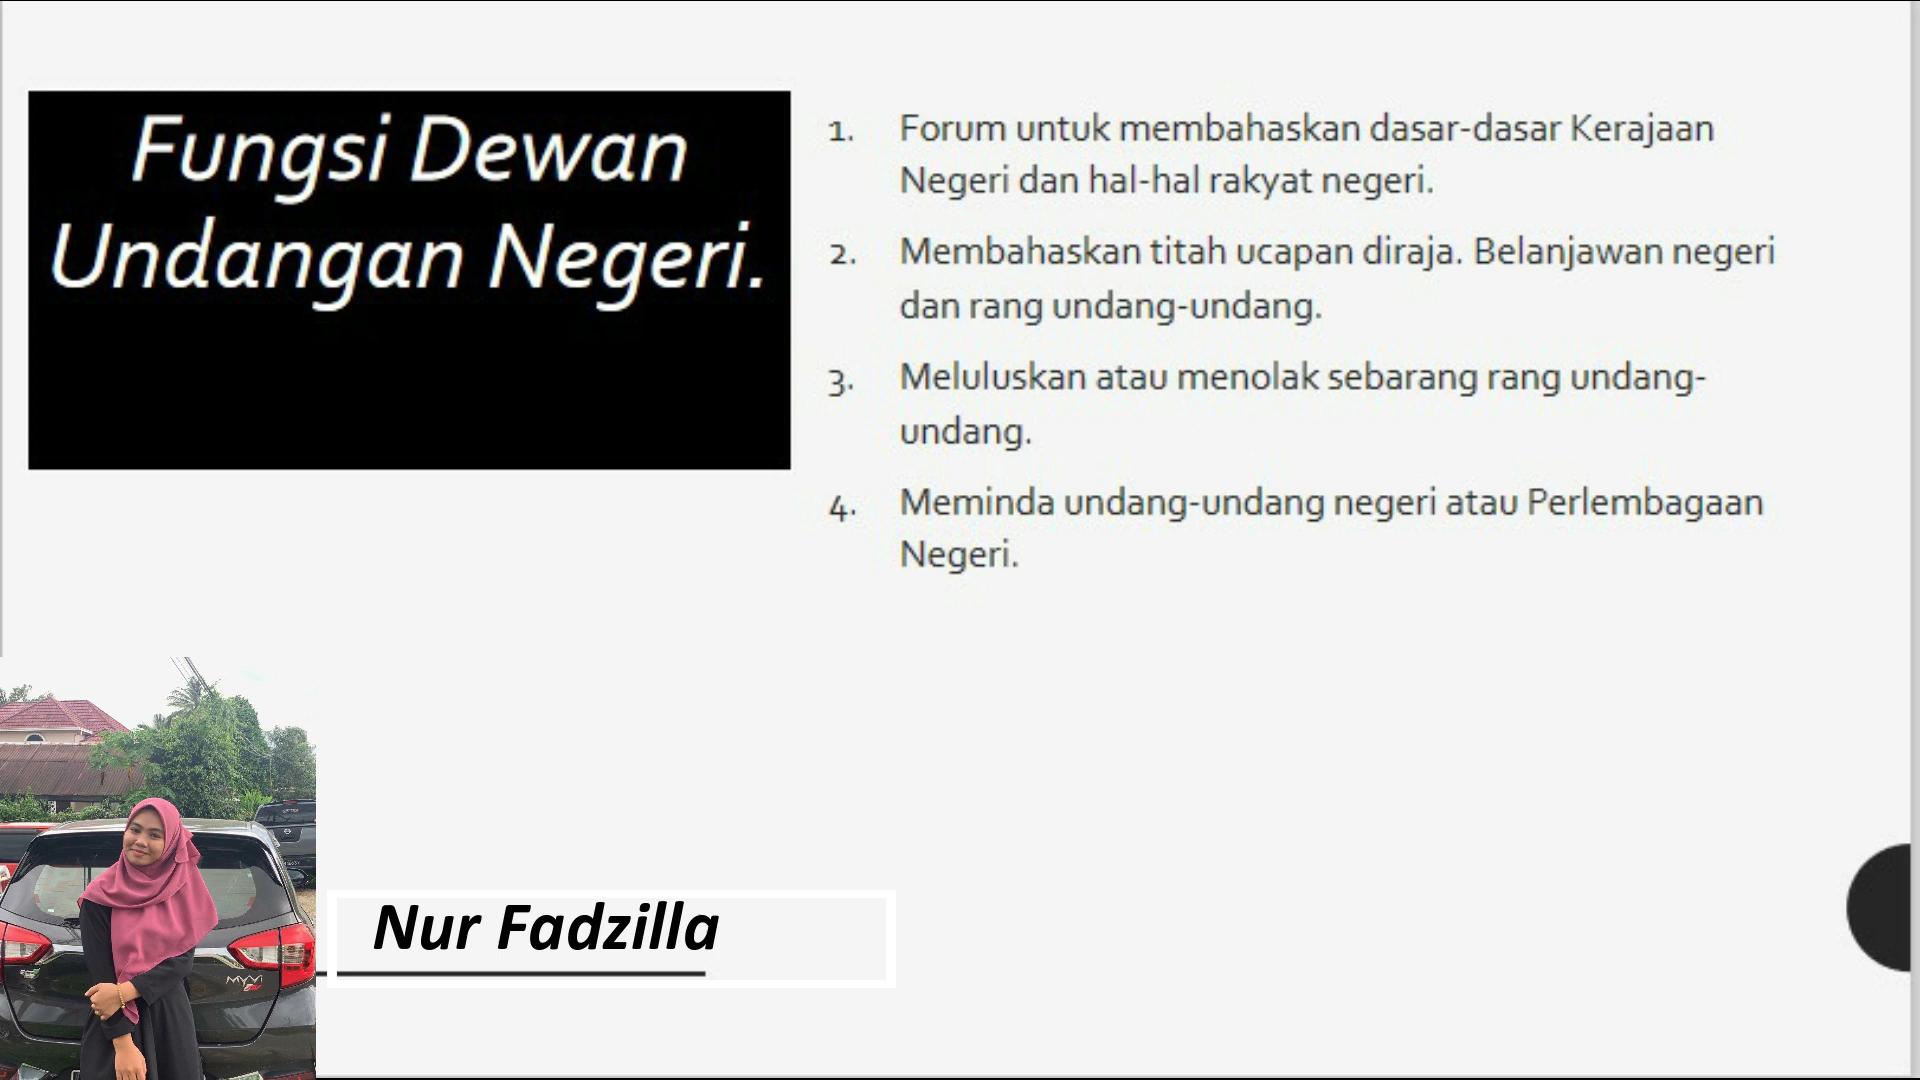 Fungsi Dewan
Undangan Negeri.
1. Forum untuk membahaskan dasar-dasar Kerajaan
Negeri dan hal-hal rakyat negeri.
2. Membahaskan titah ucapan diraja. Belanjawan negeri
dan rang undang-undang.
3. Meluluskan atau menolak sebarang rang undang-
undang.
4. Meminda undang-undang negeri atau Perlembagaan
Negeri.
Nur Fadzilla
MYVI